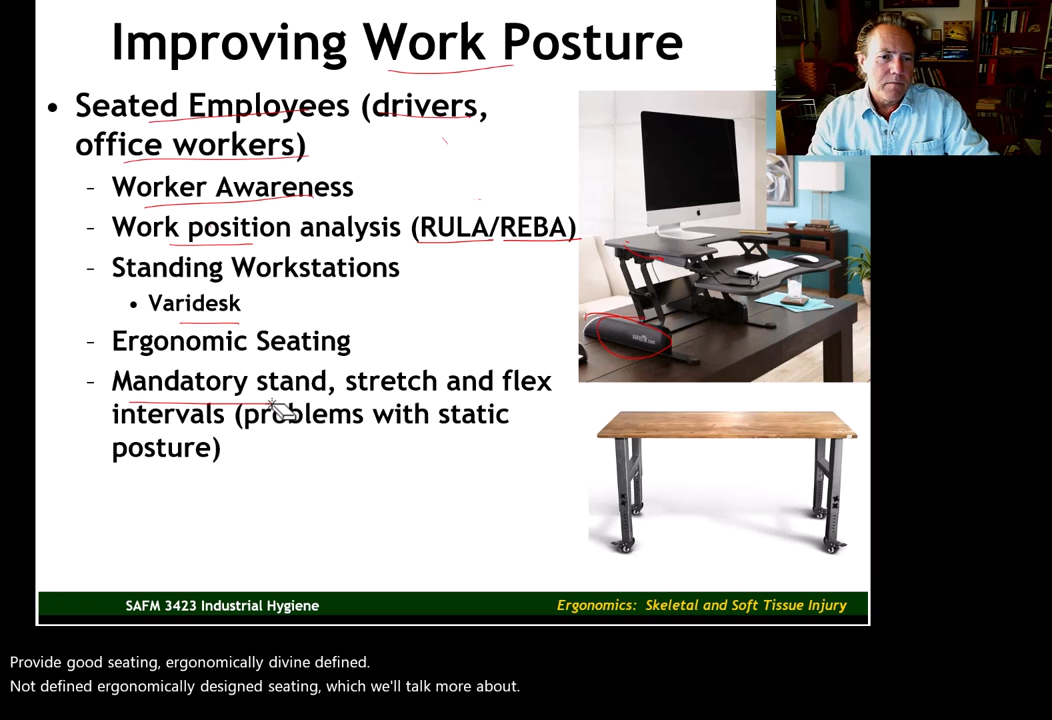 Improving Work Posture
• Seated Employees (drivers,
office workers)
- Worker Awareness
- Work position analysis (RULA/REBA)
- Standing Workstations
• Varidesk
- Ergonomic Seating
- Mandatory stand, stretch and flex
intervals (problems with static
posture)
SAFM 3423 Industrial Hygiene
Ergonomics: Skeletal and Soft Tissue Injury
Provide good seating, ergonomically divine defined.
Not defined ergonomically designed seating, which we'll talk more about.